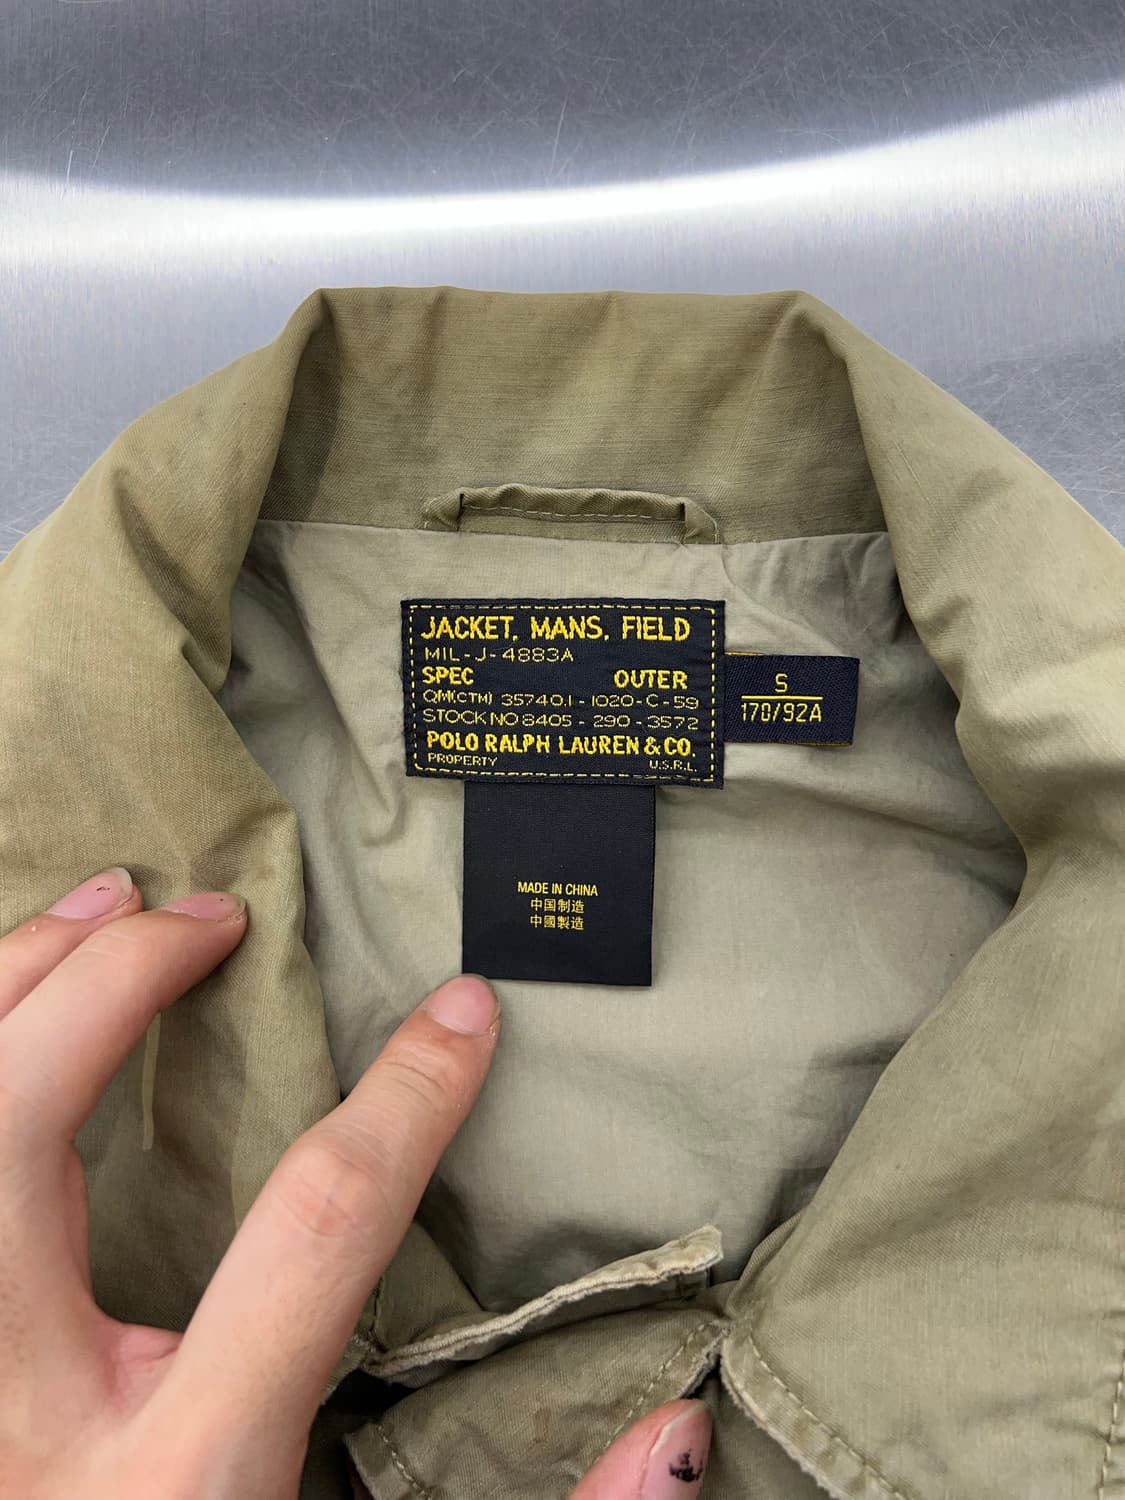 JACKET, MANS, FIELD
MIL-J-4883A
SPEC OUTER
QM(CTM) 35740.1-1020-C-59
STOCK NO 8405-290-3572
POLO RALPH LAUREN & CO.
PROPERTY U.S.R.L.
S
170/92A
MADE IN CHINA
中国制造
中國製造